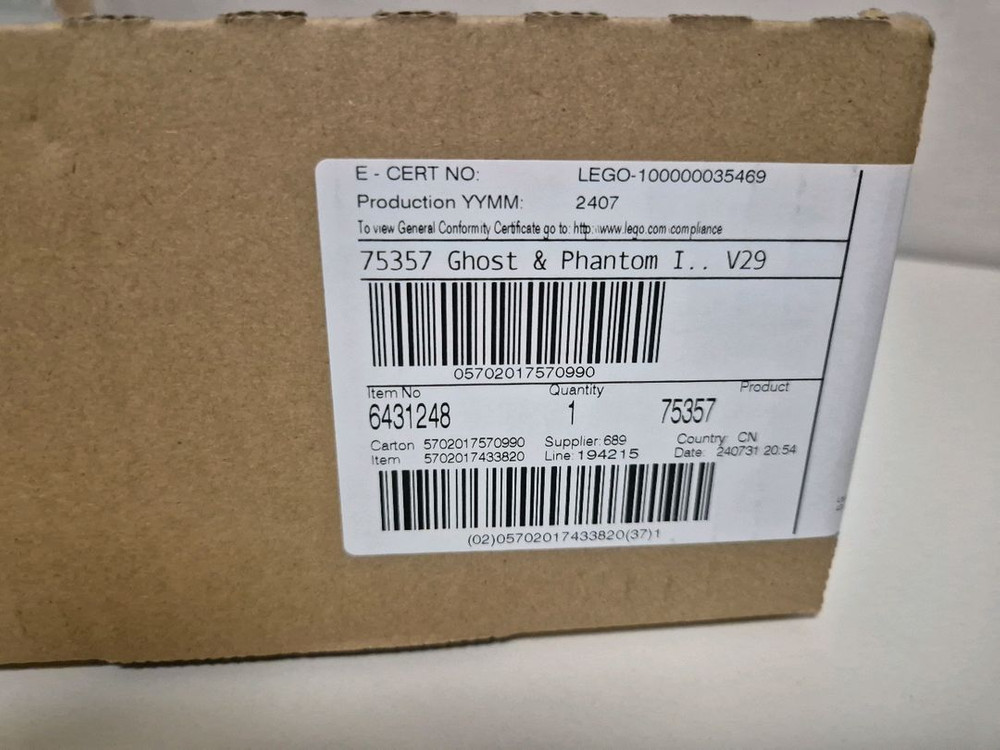 E - CERT NO: LEGO-100000035469
Production YYMM: 2407
To view General Conformity Certificate go to: http://www.lego.com/compliance
75357 Ghost & Phantom I.. V29
05702017570990
Item No Quantity Product
6431248 1 75357
Carton 5702017570990 Supplier: 689 Country: CN
Item 5702017433820 Line: 194215 Date: 240731 20:54
(02)05702017433820(37)1